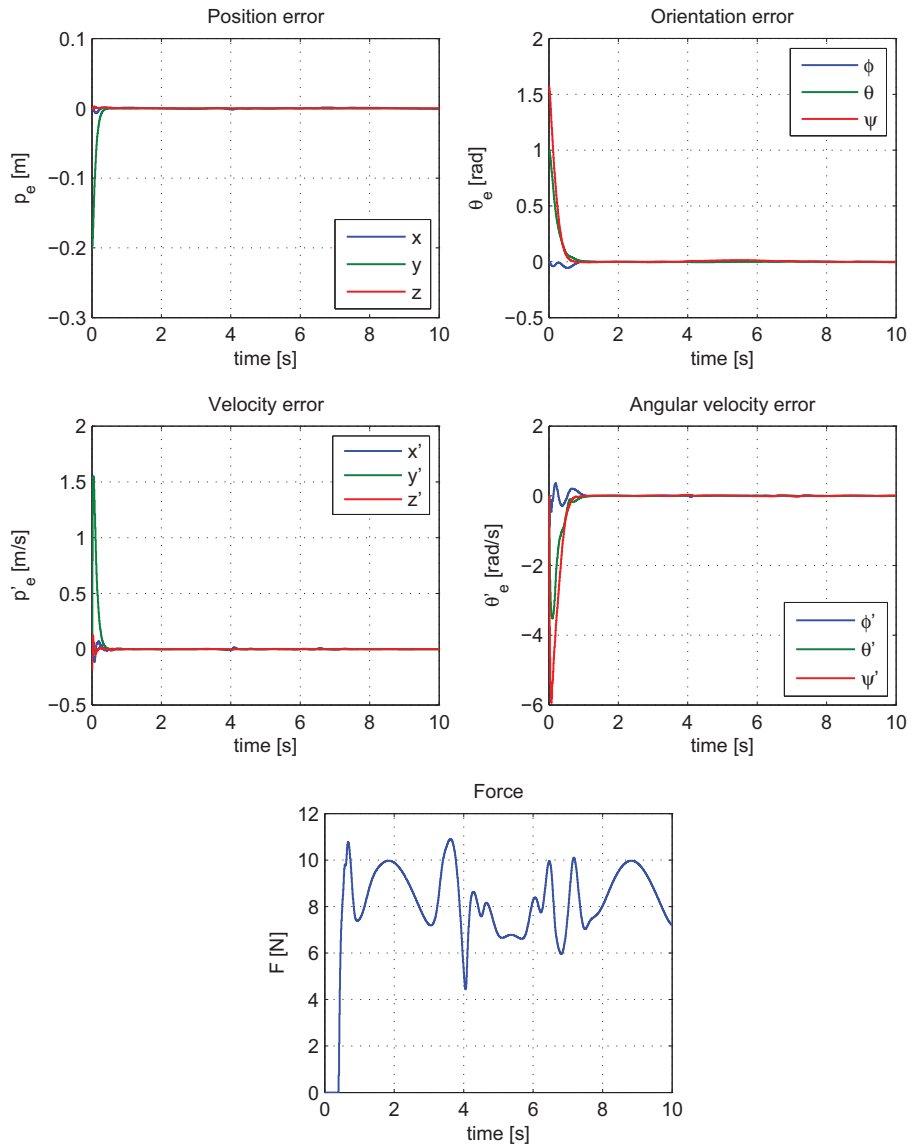 Position error
0.1
0
-0.1
-0.2
-0.3
p_e [m]
x
y
z
0 2 4 6 8 10
time [s]
Orientation error
2
1.5
1
0.5
0
-0.5
θ_e [rad]
ϕ
θ
ψ
0 2 4 6 8 10
time [s]
Velocity error
2
1.5
1
0.5
0
-0.5
p'_e [m/s]
x'
y'
z'
0 2 4 6 8 10
time [s]
Angular velocity error
2
0
-2
-4
-6
θ'_e [rad/s]
ϕ'
θ'
ψ'
0 2 4 6 8 10
time [s]
Force
12
10
8
6
4
2
0
F [N]
0 2 4 6 8 10
time [s]